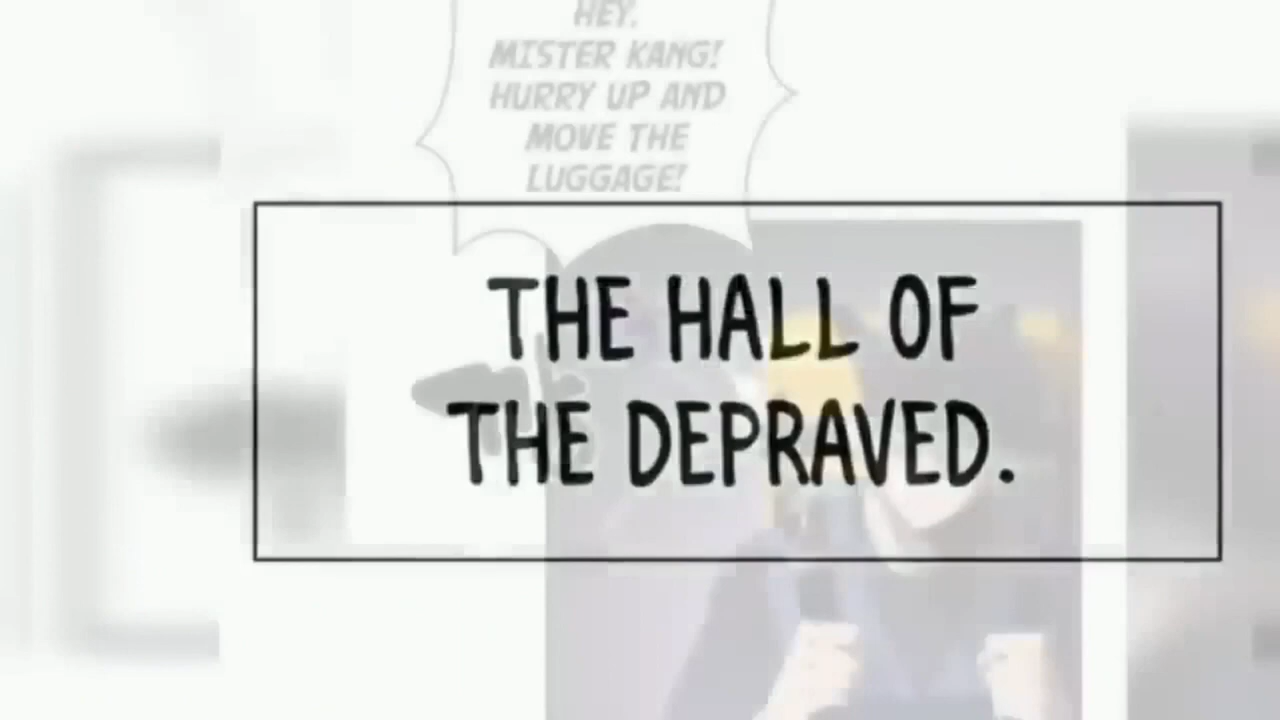 HEY,
MISTER KANG!
HURRY UP AND
MOVE THE
LUGGAGE!
THE HALL OF
THE DEPRAVED.